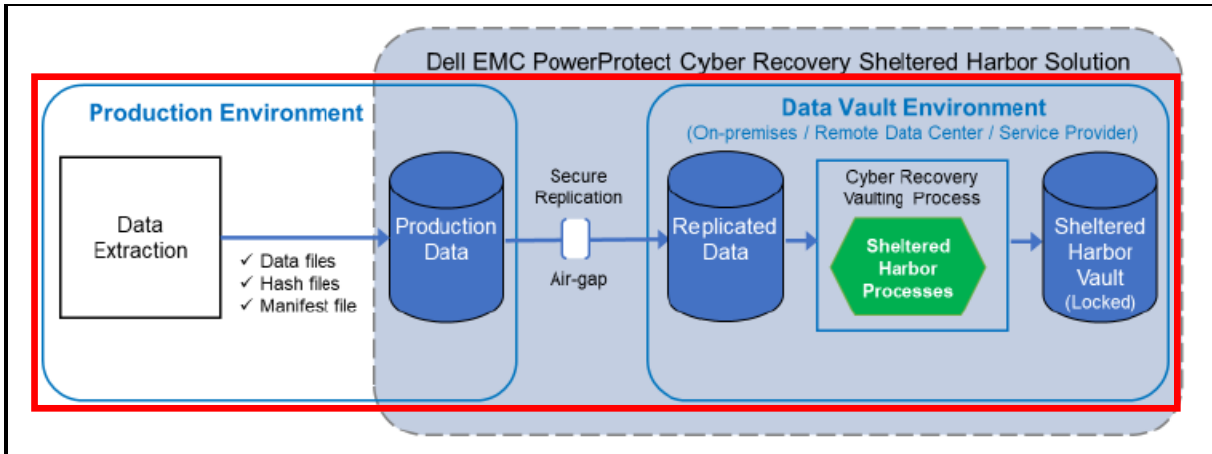 Dell EMC PowerProtect Cyber Recovery Sheltered Harbor Solution
Production Environment
Data
Extraction
✓ Data files
✓ Hash files
✓ Manifest file
Production
Data
Secure
Replication
Air-gap
Data Vault Environment
(On-premises / Remote Data Center / Service Provider)
Replicated
Data
Cyber Recovery
Vaulting Process
Sheltered
Harbor
Processes
Sheltered
Harbor
Vault
(Locked)